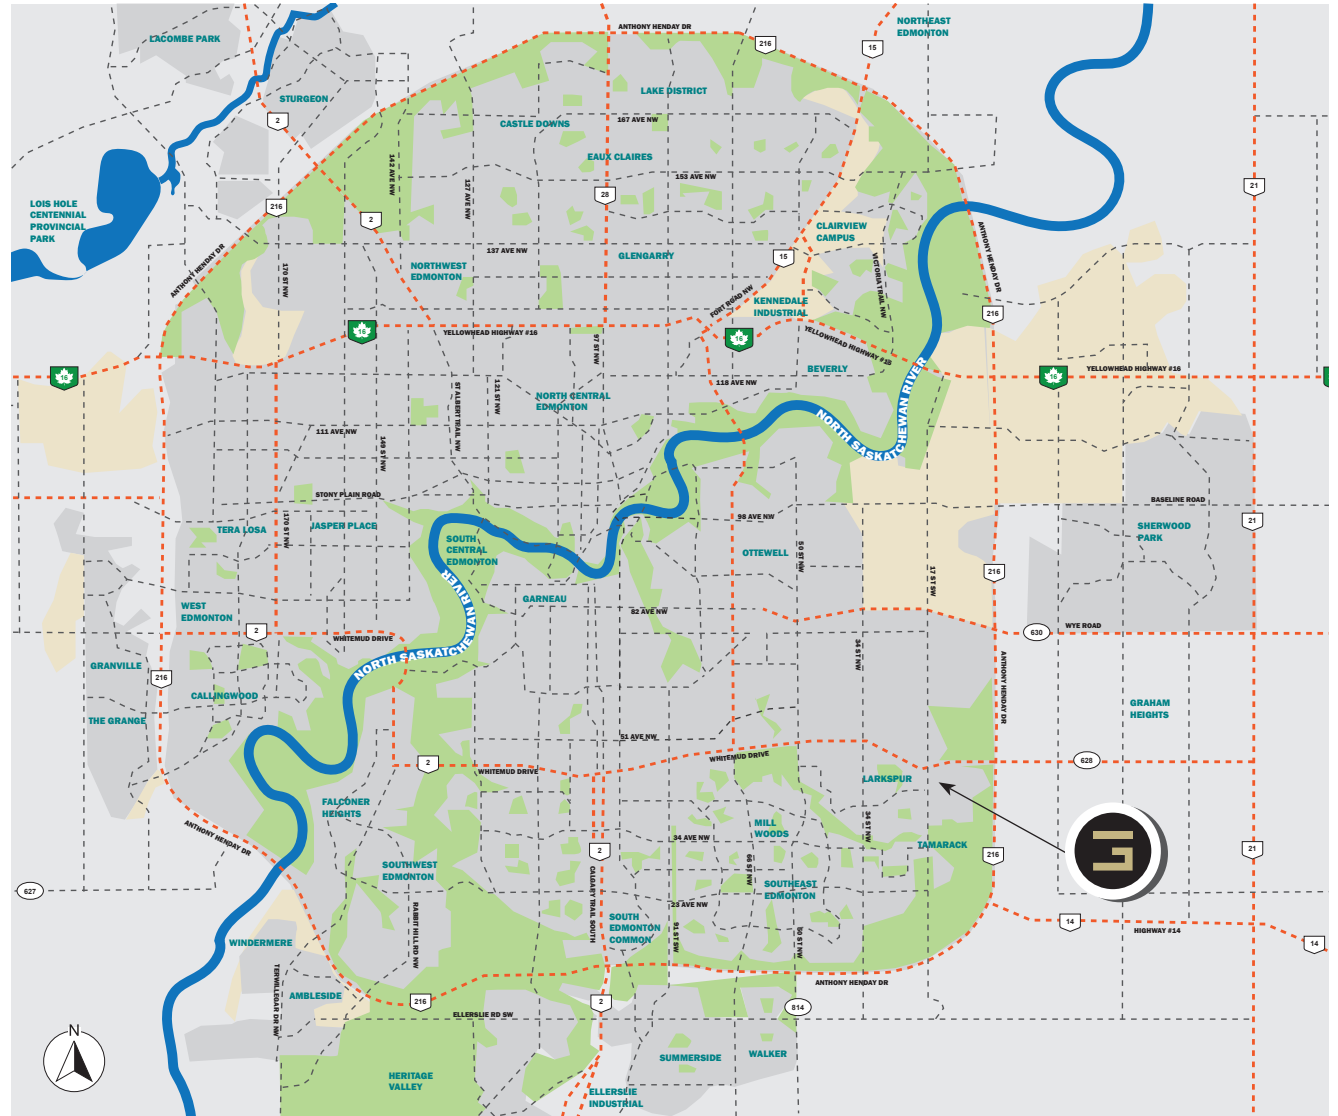 ANTHONY HENDAY DR
NORTHEAST
EDMONTON
LACOMBE PARK
216
15
STURGEON
LAKE DISTRICT
2
CASTLE DOWNS
167 AVE NW
EAUX CLAIRES
142 AVE NW
127 AVE NW
153 AVE NW
28
21
LOIS HOLE
CENTENNIAL
PROVINCIAL
PARK
216
2
CLAIRVIEW
CAMPUS
ANTHONY HENDAY DR
137 AVE NW
GLENGARRY
15
NORTHWEST
EDMONTON
170 ST NW
ANTHONY HENDAY DR
VICTORIA TRAIL NW
FORT ROAD NW
KENNEDALE
INDUSTRIAL
216
16
YELLOWHEAD HIGHWAY #16
97 ST NW
16
YELLOWHEAD HIGHWAY #16
BEVERLY
YELLOWHEAD HIGHWAY #16
16
16
118 AVE NW
ST ALBERT TRAIL NW
121 ST NW
NORTH CENTRAL
EDMONTON
NORTH SASKATCHEWAN RIVER
111 AVE NW
149 ST NW
STONY PLAIN ROAD
BASELINE ROAD
TERA LOSA
170 ST NW
JASPER PLACE
98 AVE NW
21
SHERWOOD
PARK
SOUTH
CENTRAL
EDMONTON
OTTEWELL
50 ST NW
216
17 ST SW
WEST
EDMONTON
GARNEAU
82 AVE NW
2
WHITEMUD DRIVE
WYE ROAD
630
NORTH SASKATCHEWAN RIVER
34 ST NW
GRANVILLE
216
CALLINGWOOD
ANTHONY HENDAY DR
GRAHAM
HEIGHTS
THE GRANGE
51 AVE NW
WHITEMUD DRIVE
2
WHITEMUD DRIVE
628
LARKSPUR
FALCONER
HEIGHTS
MILL
WOODS
34 ST NW
ANTHONY HENDAY DR
34 AVE NW
TAMARACK
2
216
21
SOUTHWEST
EDMONTON
66 ST NW
SOUTHEAST
EDMONTON
627
CALGARY TRAIL SOUTH
23 AVE NW
RABBIT HILL RD NW
SOUTH
EDMONTON
COMMON
91 ST SW
50 ST NW
14
HIGHWAY #14
14
WINDERMERE
TERWILLEGAR DR NW
AMBLESIDE
216
2
ANTHONY HENDAY DR
814
ELLERSLIE RD SW
N
SUMMERSIDE
WALKER
HERITAGE
VALLEY
ELLERSLIE
INDUSTRIAL